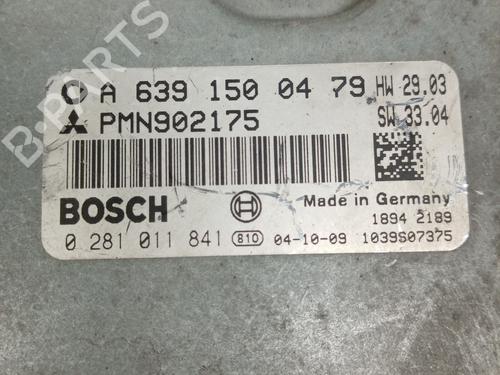 A 639 150 04 79 HW 29.03
PMN902175 SW 33.04
BOSCH Made in Germany
1894 2189
0 281 011 841 810 04-10-09 1039S07375
B-PARTS